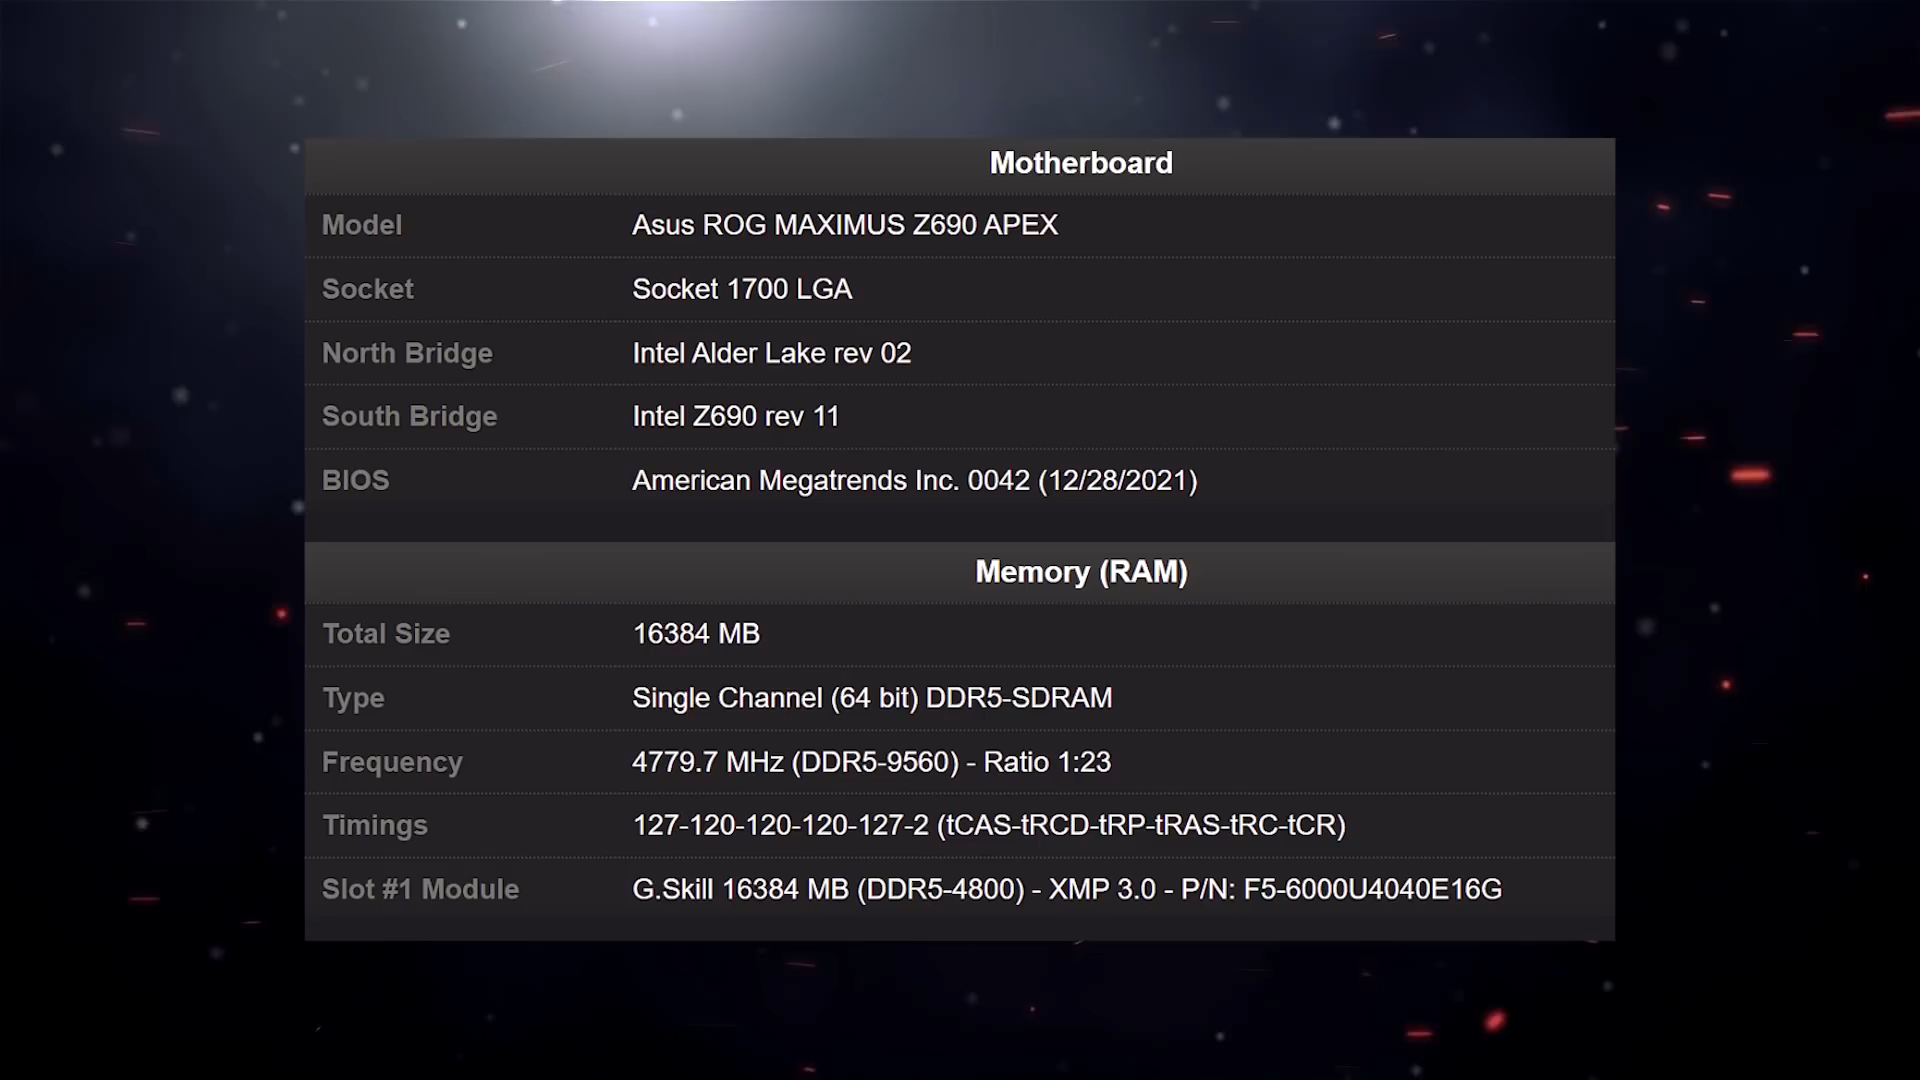 Motherboard
Model Asus ROG MAXIMUS Z690 APEX
Socket Socket 1700 LGA
North Bridge Intel Alder Lake rev 02
South Bridge Intel Z690 rev 11
BIOS American Megatrends Inc. 0042 (12/28/2021)
Memory (RAM)
Total Size 16384 MB
Type Single Channel (64 bit) DDR5-SDRAM
Frequency 4779.7 MHz (DDR5-9560) - Ratio 1:23
Timings 127-120-120-120-127-2 (tCAS-tRCD-tRP-tRAS-tRC-tCR)
Slot #1 Module G.Skill 16384 MB (DDR5-4800) - XMP 3.0 - P/N: F5-6000U4040E16G